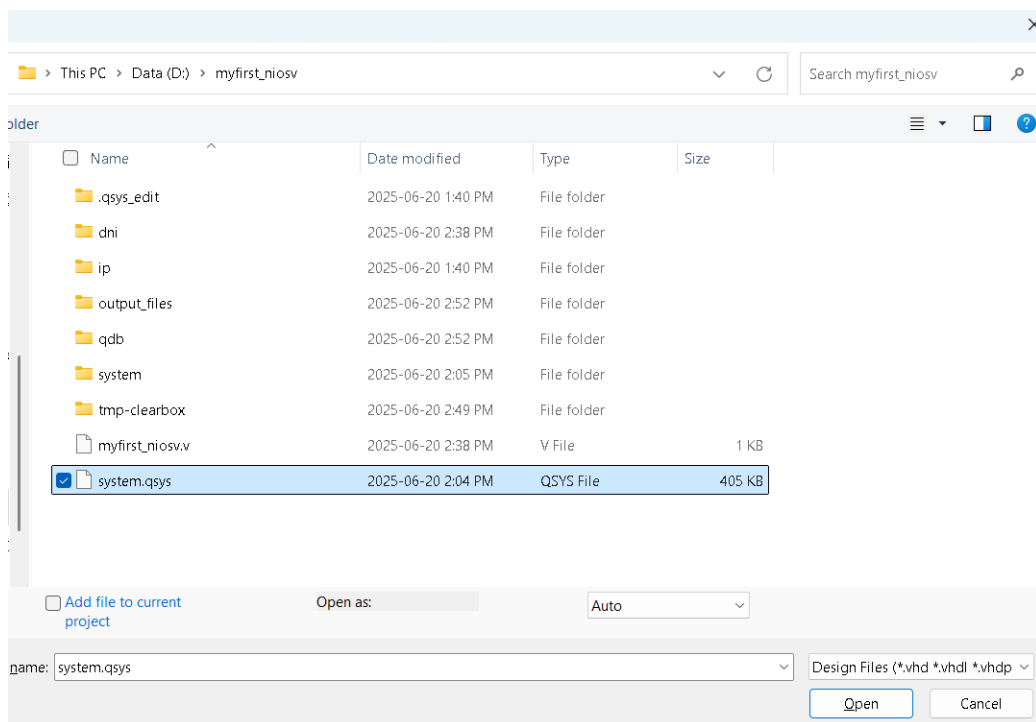 This PC > Data (D:) > myfirst_niosv Search myfirst_niosv
older
Name Date modified Type Size
.qsys_edit 2025-06-20 1:40 PM File folder
dni 2025-06-20 2:38 PM File folder
ip 2025-06-20 1:40 PM File folder
output_files 2025-06-20 2:52 PM File folder
qdb 2025-06-20 2:52 PM File folder
system 2025-06-20 2:05 PM File folder
tmp-clearbox 2025-06-20 2:49 PM File folder
myfirst_niosv.v 2025-06-20 2:38 PM V File 1 KB
system.qsys 2025-06-20 2:04 PM QSYS File 405 KB
Add file to current Open as: Auto
project
name: system.qsys Design Files (*.vhd *.vhdl *.vhdp
Open Cancel